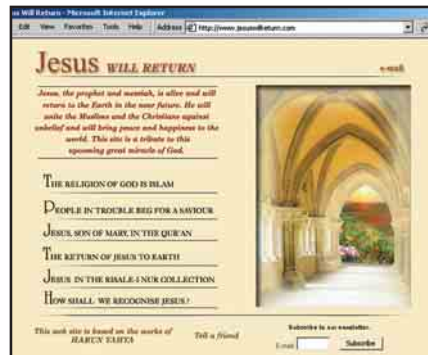 us Will Return - Microsoft Internet Explorer
Edit View Favorites Tools Help Address http://www.jesuswillreturn.com
Jesus WILL RETURN
e-mail
Jesus, the prophet and messiah, is alive and will
return to the Earth in the near future. He will
unite the Muslims and the Christians against
unbelief and will bring peace and happiness to the
world. This site is a tribute to this
upcoming great miracle of God.
THE RELIGION OF GOD IS ISLAM
PEOPLE IN TROUBLE BEG FOR A SAVIOUR
JESUS, SON OF MARY, IN THE QUR'AN
THE RETURN OF JESUS TO EARTH
JESUS IN THE RISALE-I NUR COLLECTION
HOW SHALL WE RECOGNISE JESUS?
This web site is based on the works of
HARUN YAHYA
Tell a friend
Subscribe to our newsletter.
E-mail Subscribe